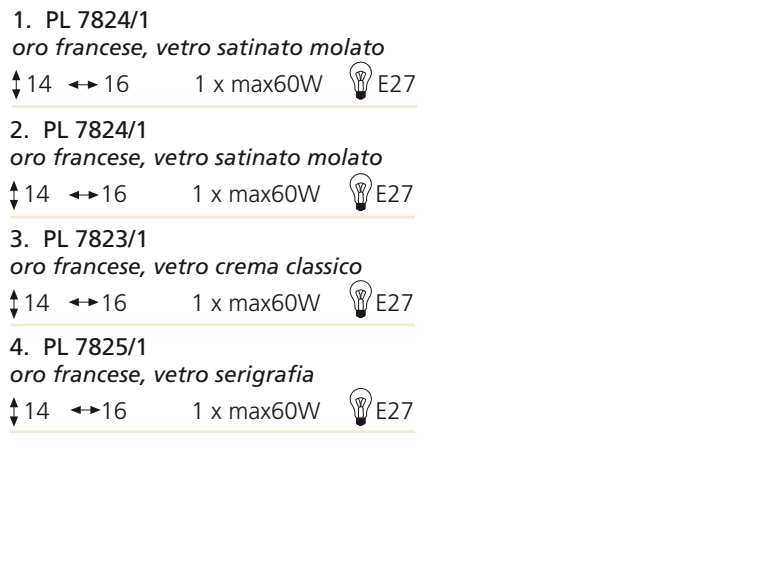 1. PL 7824/1
oro francese, vetro satinato molato
14 16 1 x max60W E27
2. PL 7824/1
oro francese, vetro satinato molato
14 16 1 x max60W E27
3. PL 7823/1
oro francese, vetro crema classico
14 16 1 x max60W E27
4. PL 7825/1
oro francese, vetro serigrafia
14 16 1 x max60W E27